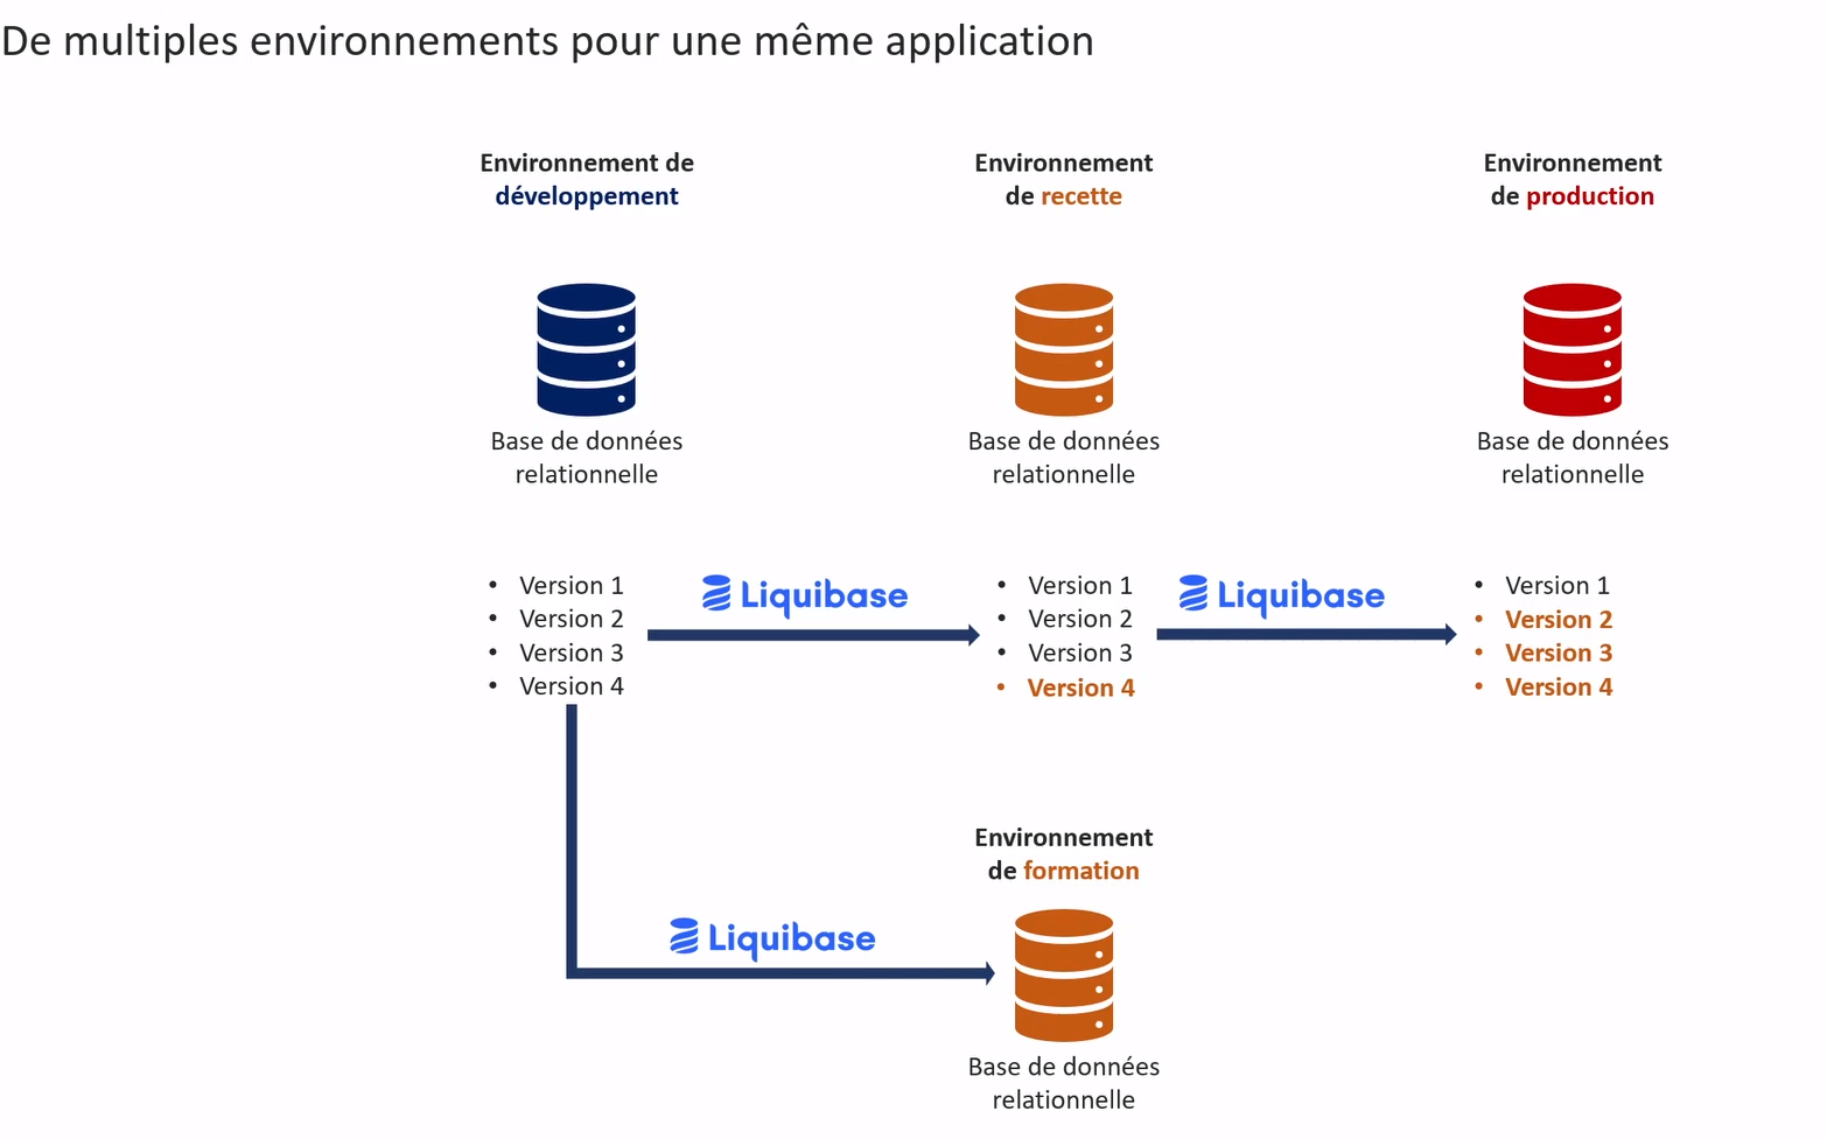 De multiples environnements pour une même application
Environnement de
développement
Environnement
de recette
Environnement
de production
Base de données
relationnelle
Base de données
relationnelle
Base de données
relationnelle
• Version 1
• Version 2
• Version 3
• Version 4
Liquibase
• Version 1
• Version 2
• Version 3
• Version 4
Liquibase
• Version 1
• Version 2
• Version 3
• Version 4
Environnement
de formation
Liquibase
Base de données
relationnelle